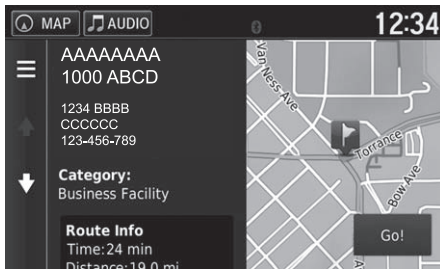 MAP
AUDIO
12:34
AAAAAAAA
1000 ABCD
1234 BBBB
CCCCCC
123-456-789
Category:
Business Facility
Route Info
Time:24 min
Distance:19.0 mi
Van Ness Ave
Torrance
Bow Ave
Go!